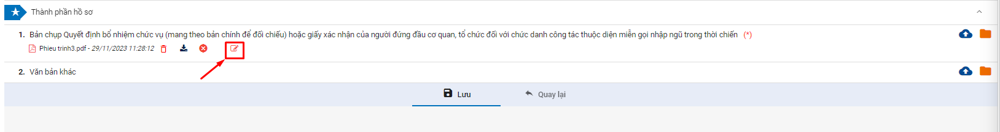 Thành phần hồ sơ
1. Bản chụp Quyết định bổ nhiệm chức vụ (mang theo bản chính để đối chiếu) hoặc giấy xác nhận của người đứng đầu cơ quan, tổ chức đối với chức danh công tác thuộc diện miễn gọi nhập ngũ trong thời chiến (*)
Phieu trinh3.pdf - 29/11/2023 11:28:12
2. Văn bản khác
Lưu Quay lại